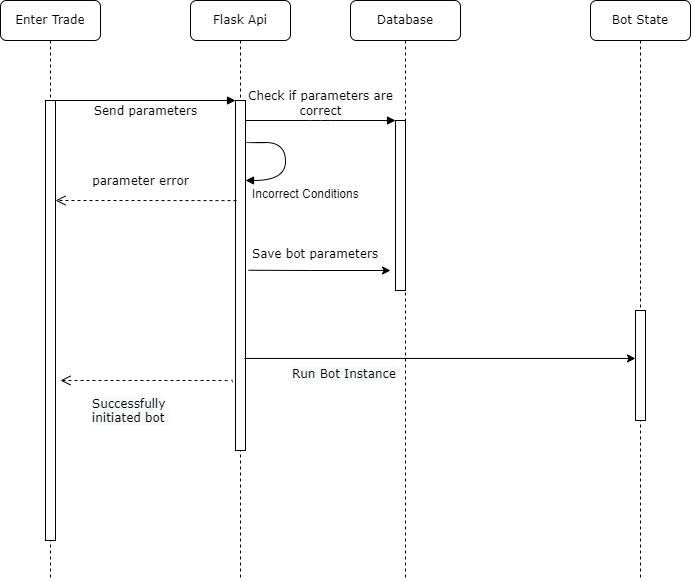 Enter Trade
Flask Api
Database
Bot State
Send parameters
Check if parameters are
correct
Incorrect Conditions
parameter error
Save bot parameters
Run Bot Instance
Successfully
initiated bot